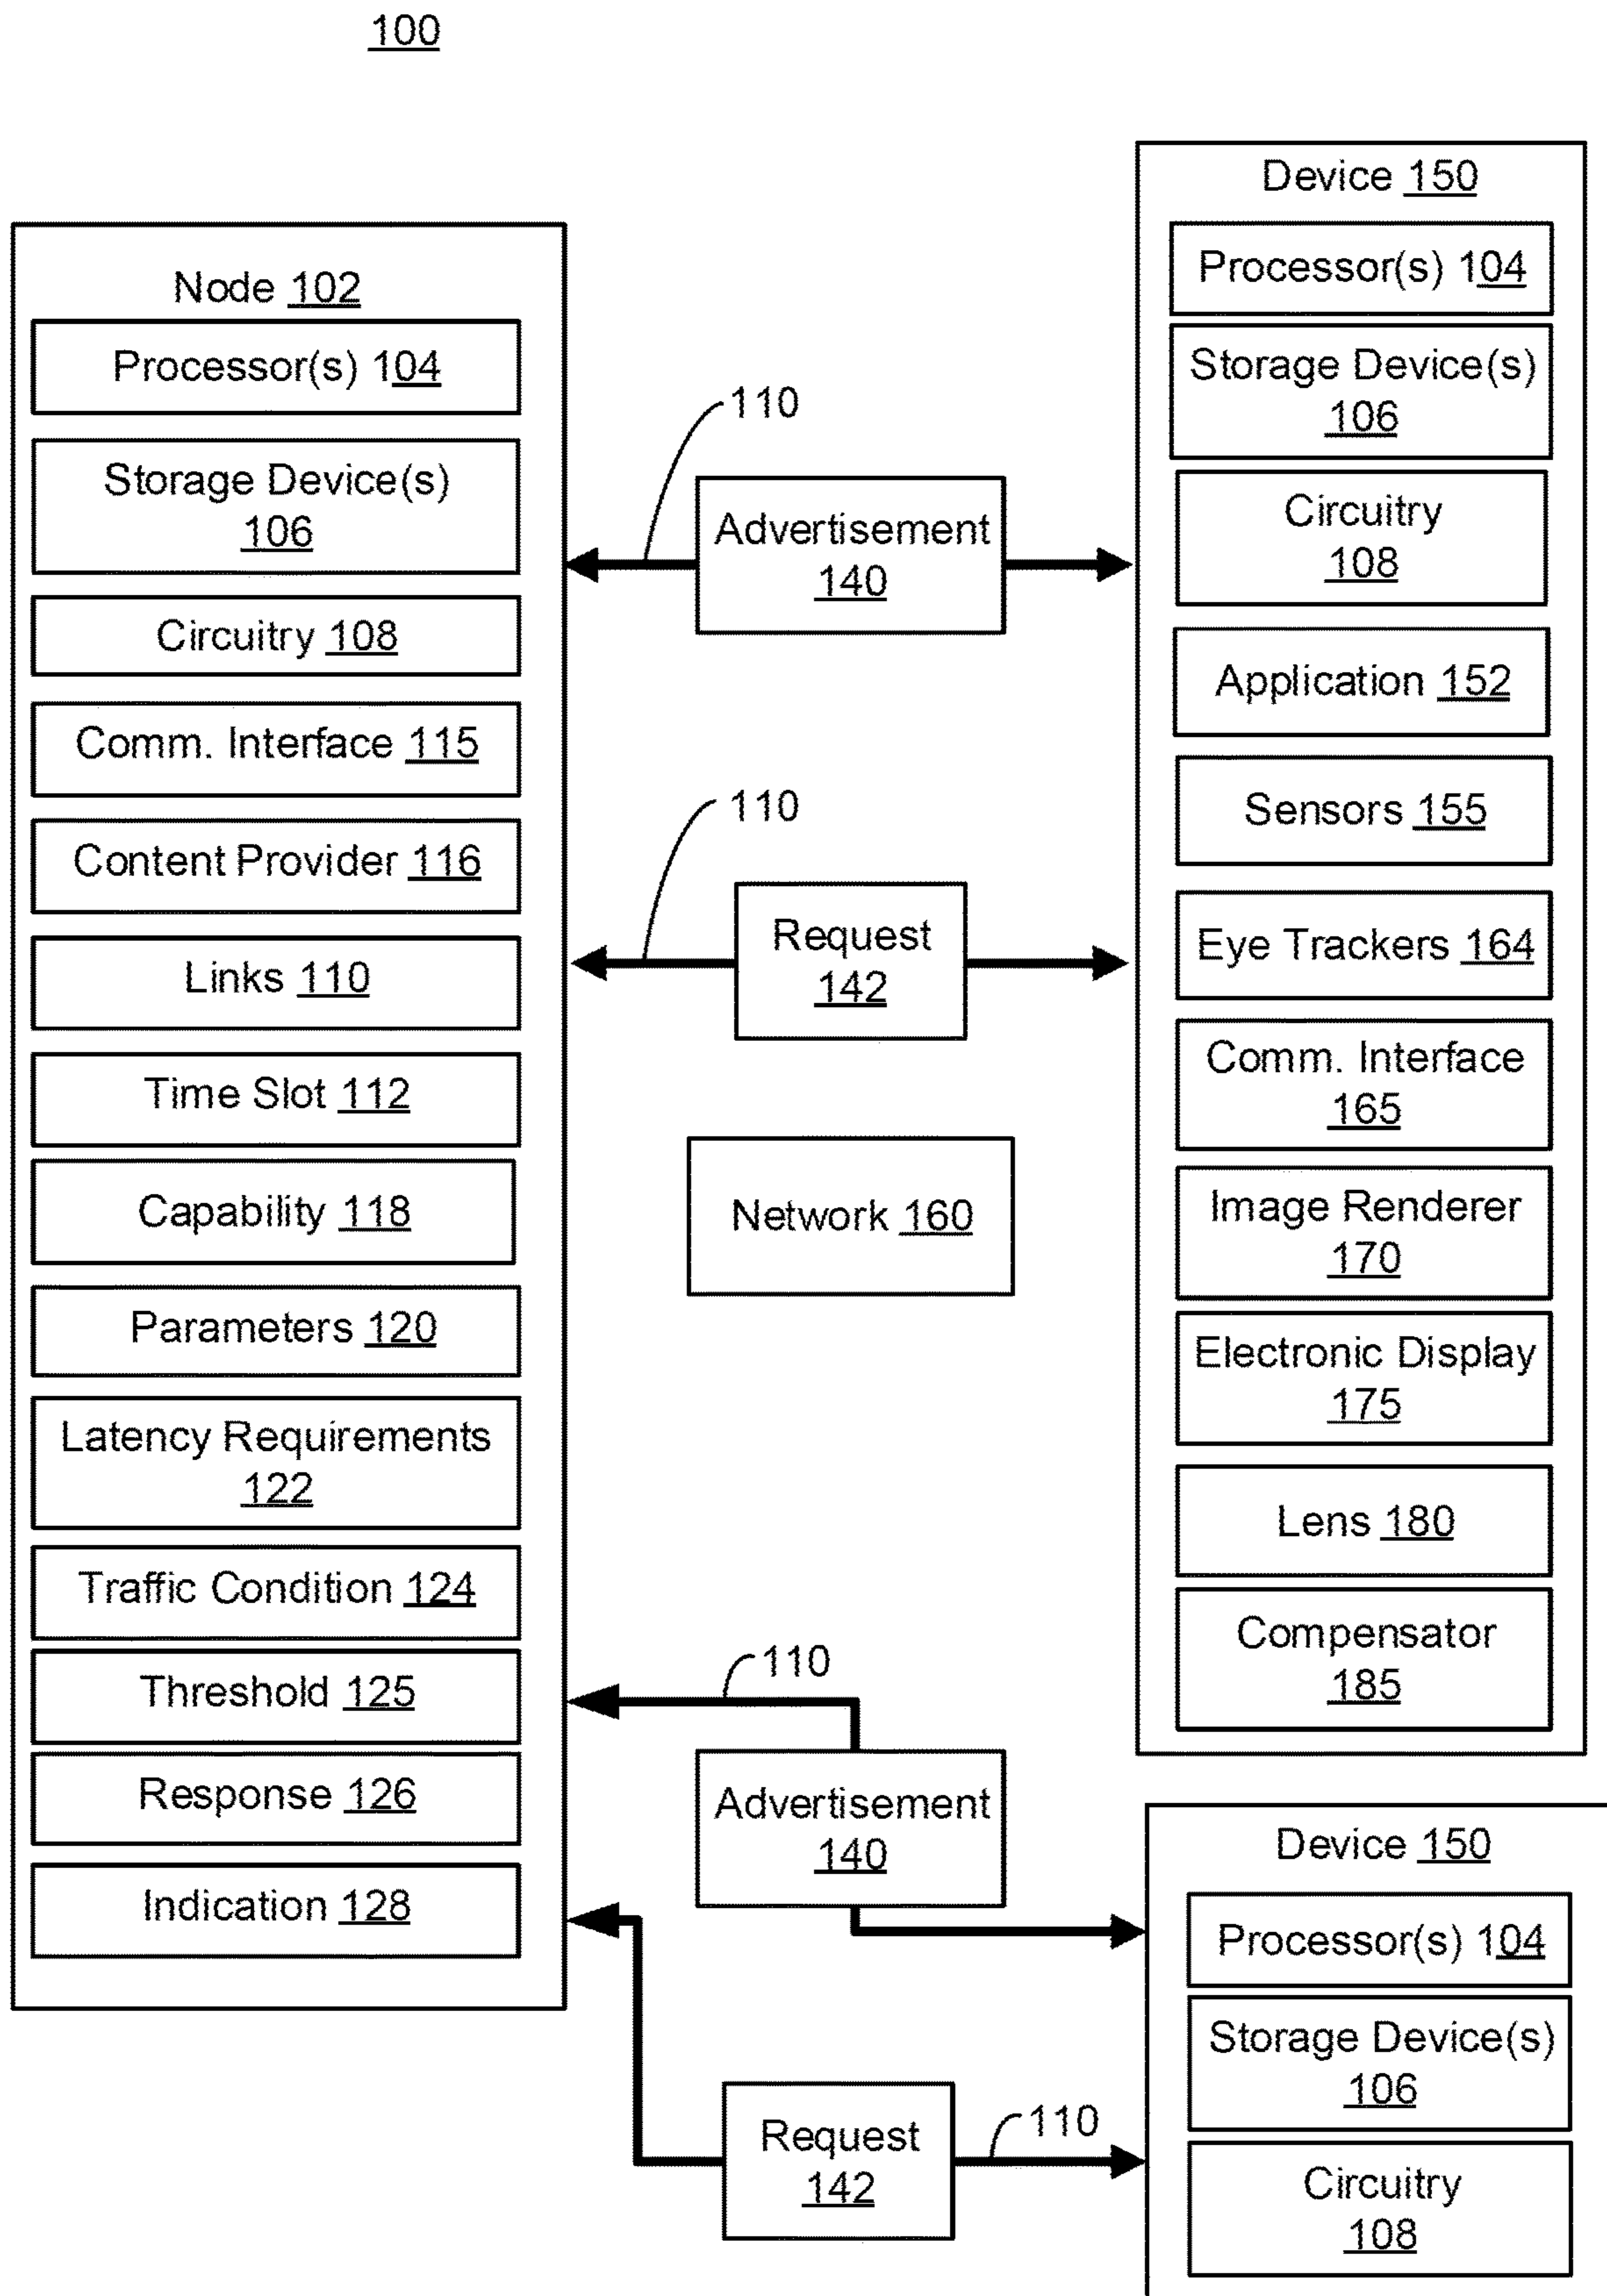 100
Node 102
Processor(s) 104
Storage Device(s)
106
Circuitry 108
Comm. Interface 115
Content Provider 116
Links 110
Time Slot 112
Capability 118
Parameters 120
Latency Requirements
122
Traffic Condition 124
Threshold 125
Response 126
Indication 128
110
Advertisement
140
110
Request
142
Network 160
110
Advertisement
140
Request
142
110
Device 150
Processor(s) 104
Storage Device(s)
106
Circuitry
108
Application 152
Sensors 155
Eye Trackers 164
Comm. Interface
165
Image Renderer
170
Electronic Display
175
Lens 180
Compensator
185
Device 150
Processor(s) 104
Storage Device(s)
106
Circuitry
108